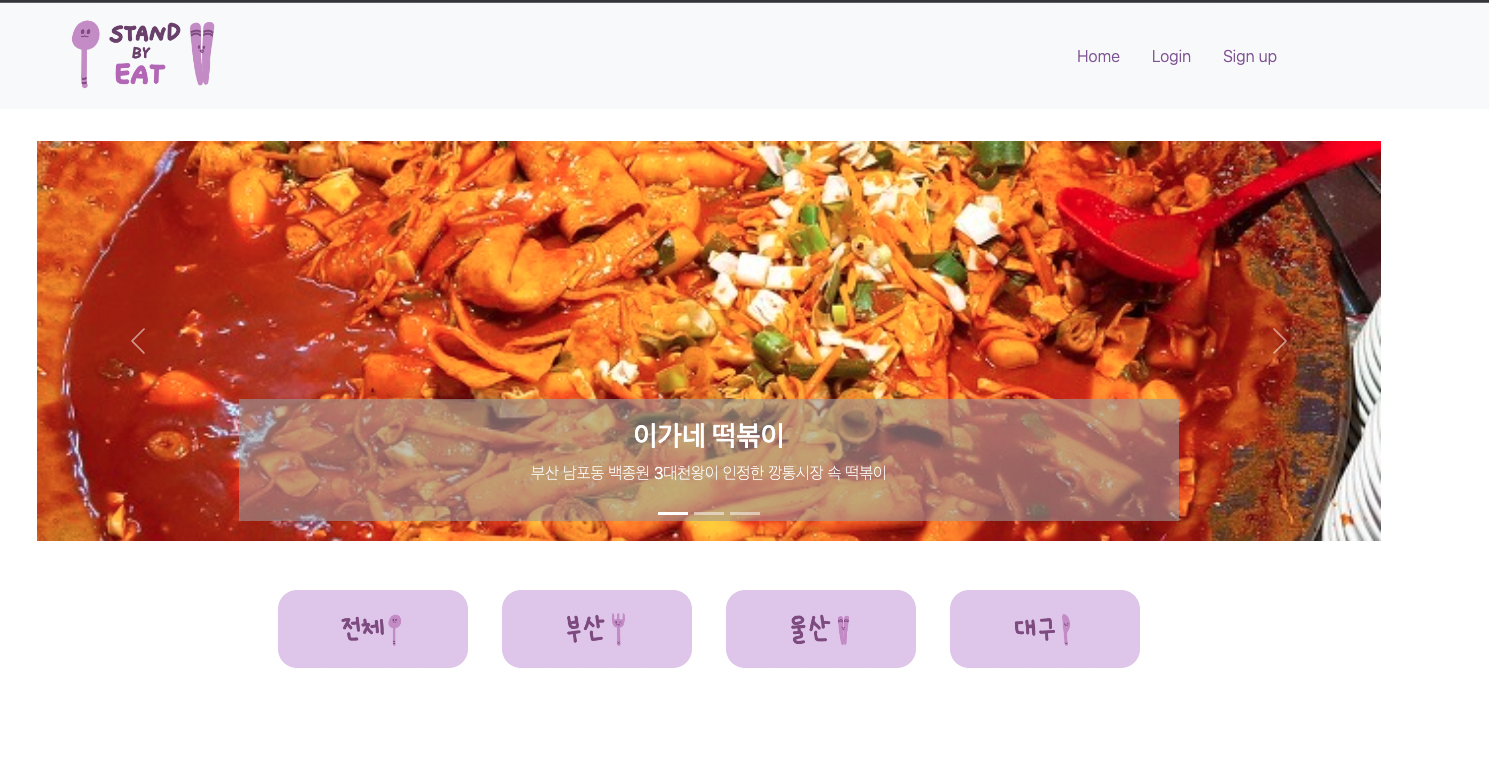 STAND
BY
EAT
Home
Login
Sign up
이가네 떡볶이
부산 남포동 백종원 3대천왕이 인정한 깡통시장 속 떡볶이
전체
부산
울산
대구